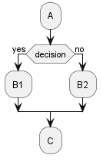 A
yes
decision
no
B1
B2
C